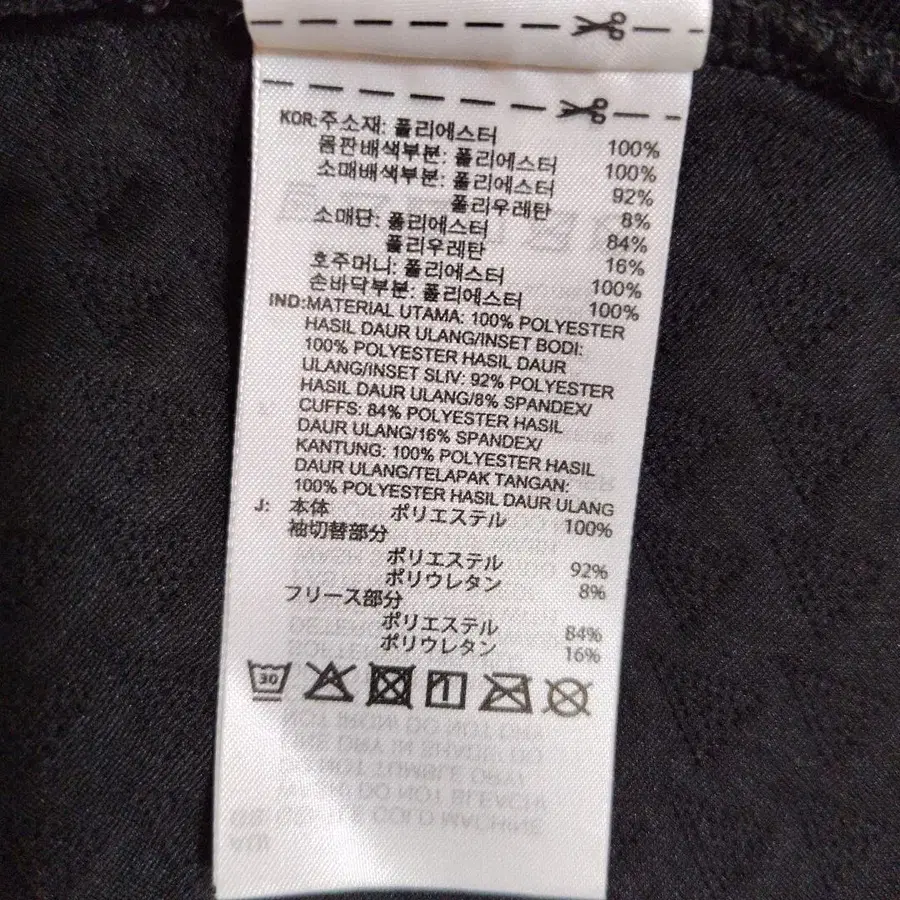 KOR:주소재: 폴리에스터 100%
몸판배색부분: 폴리에스터 100%
소매배색부분: 폴리에스터 92%
폴리우레탄 8%
소매단: 폴리에스터 84%
폴리우레탄 16%
호주머니: 폴리에스터 100%
손바닥부분: 폴리에스터 100%
IND:MATERIAL UTAMA: 100% POLYESTER
HASIL DAUR ULANG/INSET BODI:
100% POLYESTER HASIL DAUR
ULANG/INSET SLIV: 92% POLYESTER
HASIL DAUR ULANG/8% SPANDEX/
CUFFS: 84% POLYESTER HASIL
DAUR ULANG/16% SPANDEX/
KANTUNG: 100% POLYESTER HASIL
DAUR ULANG/TELAPAK TANGAN:
100% POLYESTER HASIL DAUR ULANG
J: 本体 ポリエステル 100%
袖切替部分
ポリエステル 92%
ポリウレタン 8%
フリース部分
ポリエステル 84%
ポリウレタン 16%
30